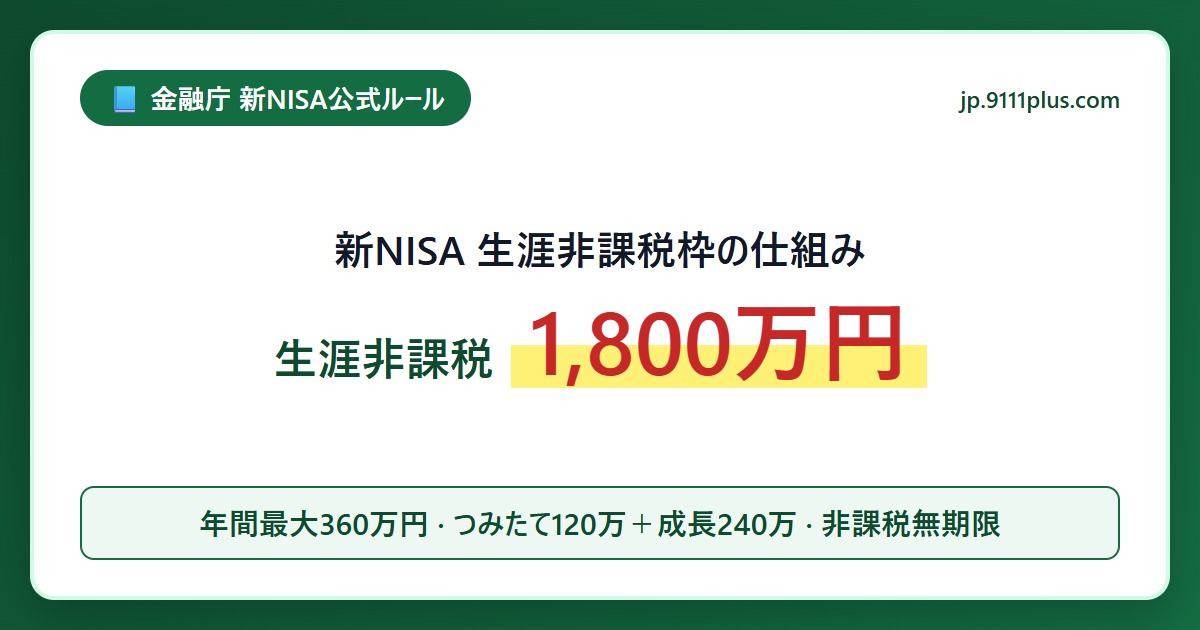 📘 金融庁 新NISA公式ルール
jp.9111plus.com
新NISA 生涯非課税枠の仕組み
生涯非課税 1,800万円
年間最大360万円 · つみたて120万＋成長240万 · 非課税無期限